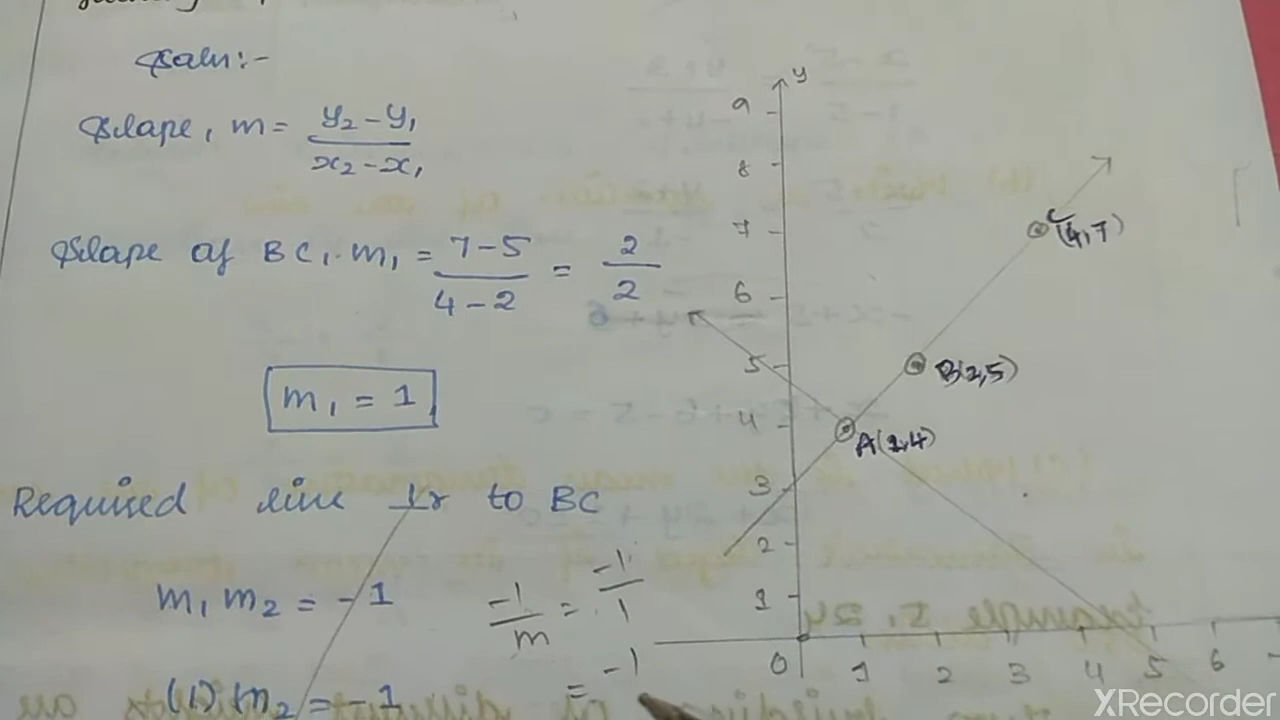 Soln:-
Slope, m = y₂ - y₁ / x₂ - x₁
Slope of BC, m₁ = 7-5 / 4-2 = 2 / 2
m₁ = 1
Required line ⊥r to BC
m₁ m₂ = -1
-1 / m = -1 / 1
= -1
(1) m₂ = -1
y
9
8
7
6
5
4
3
2
1
0 1 2 3 4 5 6
C(4,7)
B(2,5)
A(1,4)
XRecorder